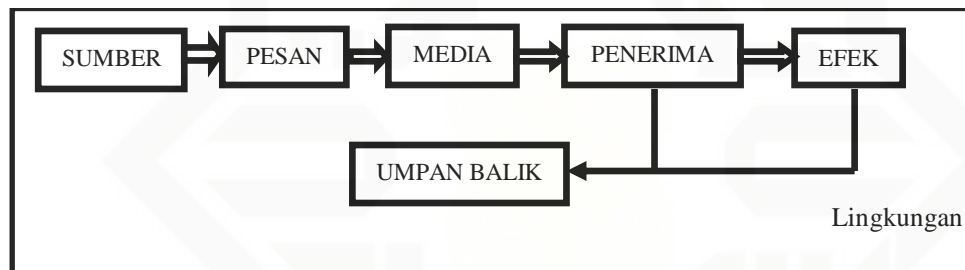 SUMBER
PESAN
MEDIA
PENERIMA
EFEK
UMPAN BALIK
Lingkungan